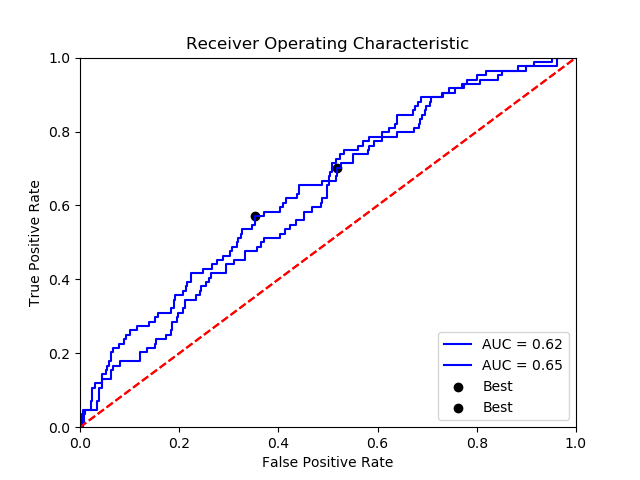 Receiver Operating Characteristic
True Positive Rate
1.0
0.8
0.6
0.4
0.2
0.0
AUC = 0.62
AUC = 0.65
Best
Best
0.0 0.2 0.4 0.6 0.8 1.0
False Positive Rate